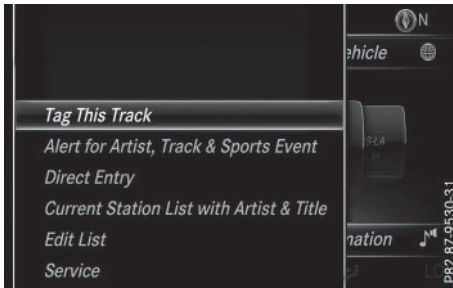 N
ehicle
Tag This Track
Alert for Artist, Track & Sports Event
Direct Entry
Current Station List with Artist & Title
Edit List
mation
Service
P82.87-9530-31